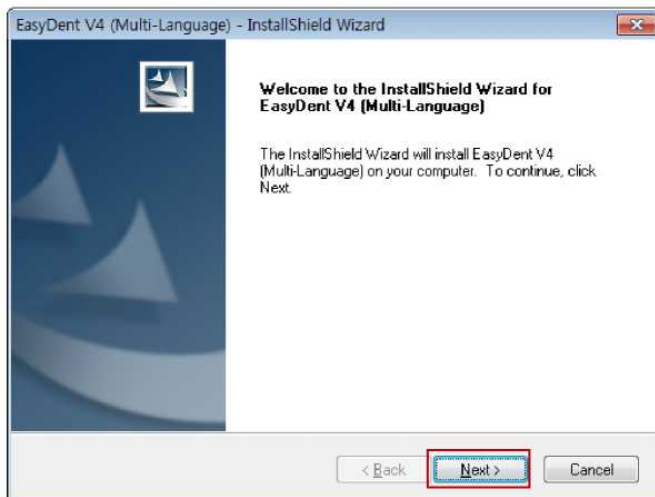 EasyDent V4 (Multi-Language) - InstallShield Wizard
Welcome to the InstallShield Wizard for
EasyDent V4 (Multi-Language)
The InstallShield Wizard will install EasyDent V4
(Multi-Language) on your computer. To continue, click
Next.
< Back
Next >
Cancel